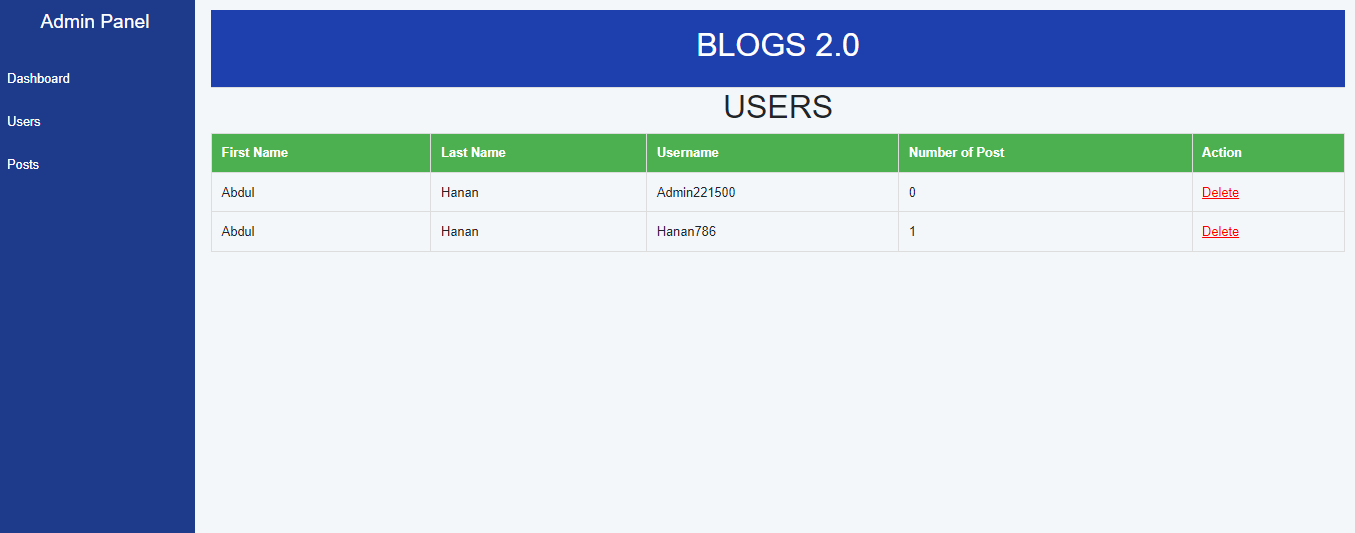 Admin Panel
Dashboard
Users
Posts
BLOGS 2.0
USERS
First Name Last Name Username Number of Post Action
Abdul Hanan Admin221500 0 Delete
Abdul Hanan Hanan786 1 Delete